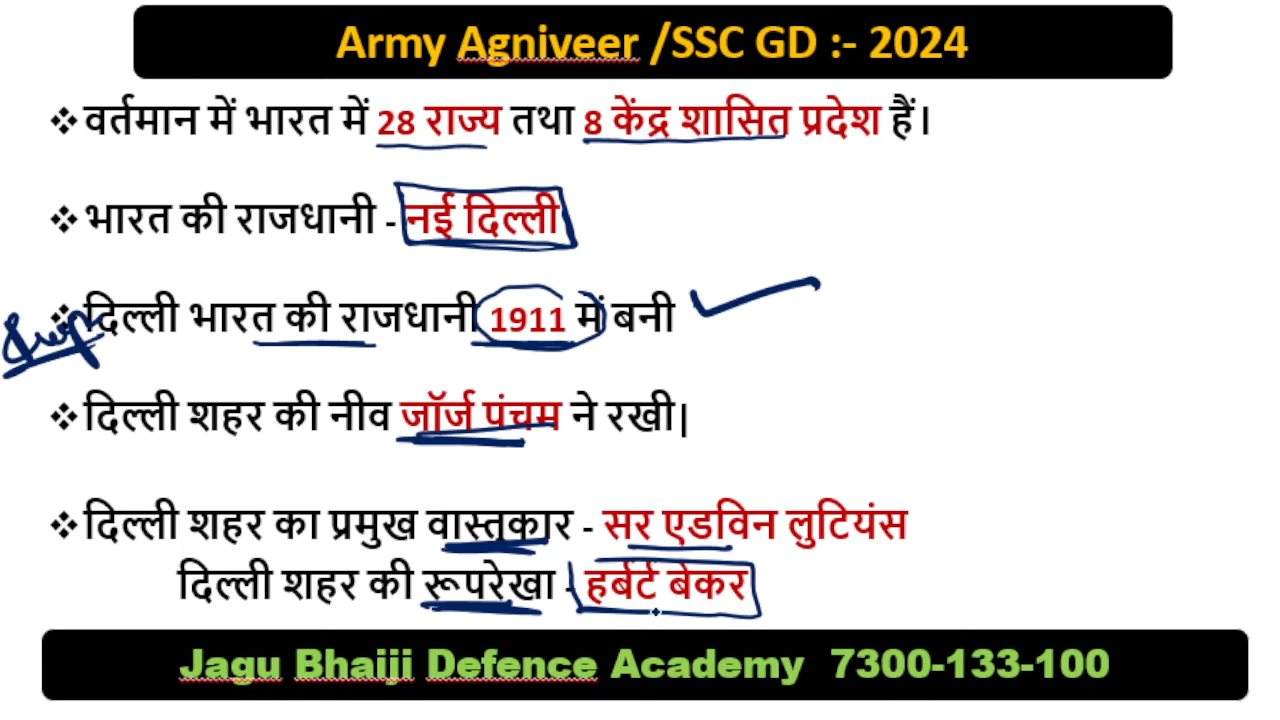 Army Agniveer /SSC GD :- 2024
❖ वर्तमान में भारत में 28 राज्य तथा 8 केंद्र शासित प्रदेश हैं।
❖ भारत की राजधानी - नई दिल्ली
❖ दिल्ली भारत की राजधानी 1911 में बनी
❖ दिल्ली शहर की नीव जॉर्ज पंचम ने रखी|
❖ दिल्ली शहर का प्रमुख वास्तुकार - सर एडविन लुटियंस
दिल्ली शहर की रूपरेखा - हर्बर्ट बेकर
Jagu Bhaiji Defence Academy 7300-133-100